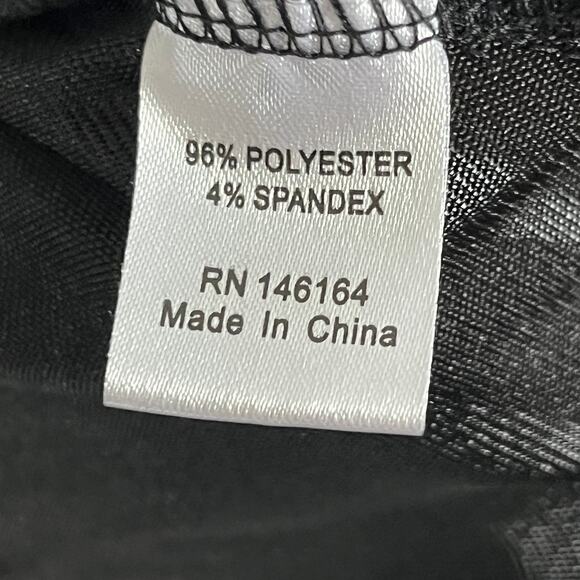 96% POLYESTER
4% SPANDEX
RN 146164
Made In China